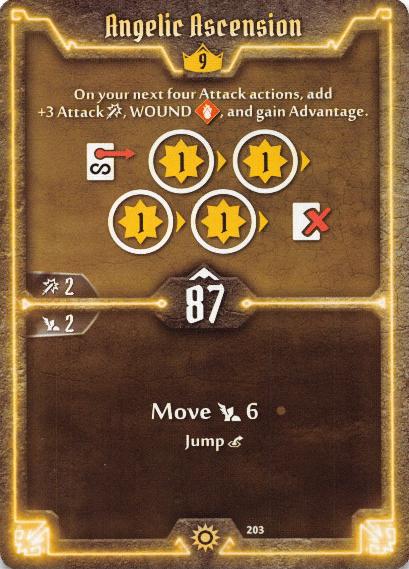 Angelic Ascension
9
On your next four Attack actions, add
+3 Attack, WOUND, and gain Advantage.
1 1
1 1
2
87
2
Move 6
Jump
203